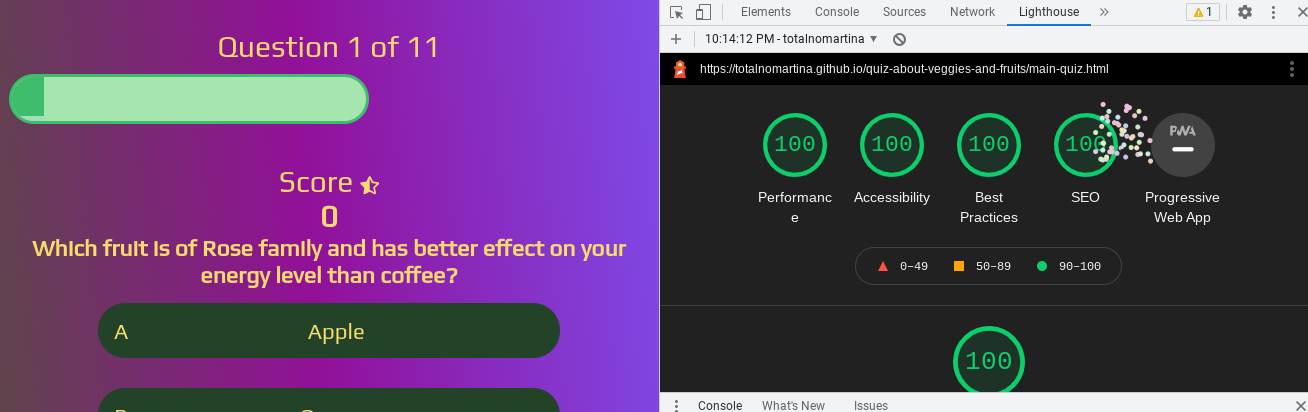 Question 1 of 11
Score
0
Which fruit is of Rose family and has better effect on your
energy level than coffee?
A Apple
Elements Console Sources Network Lighthouse » 1
10:14:12 PM - totalnomartina
https://totalnomartina.github.io/quiz-about-veggies-and-fruits/main-quiz.html
100 100 100 100 PWA
Performanc
e
Accessibility
Best
Practices
SEO
Progressive
Web App
0–49 50–89 90–100
100
Console What's New Issues